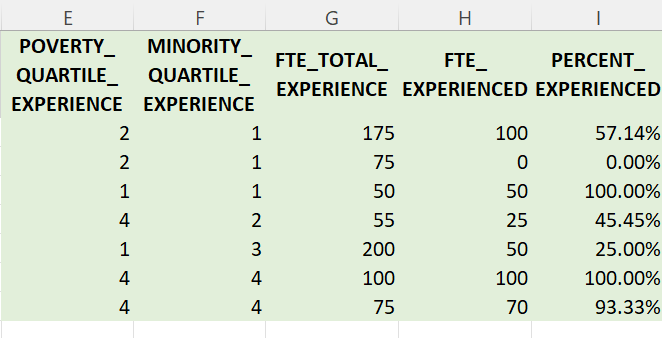 E F G H I
POVERTY_ MINORITY_ FTE_TOTAL_ FTE_ PERCENT_
QUARTILE_ QUARTILE_ EXPERIENCE EXPERIENCED EXPERIENCED
EXPERIENCE EXPERIENCE
2 1 175 100 57.14%
2 1 75 0 0.00%
1 1 50 50 100.00%
4 2 55 25 45.45%
1 3 200 50 25.00%
4 4 100 100 100.00%
4 4 75 70 93.33%